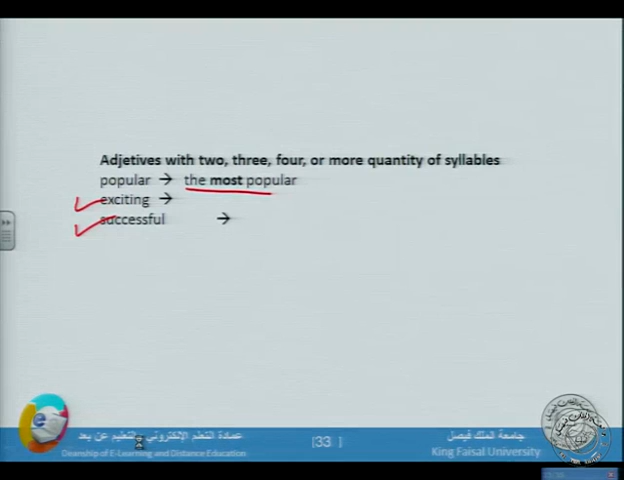 Adjetives with two, three, four, or more quantity of syllables
popular → the most popular
exciting →
successful →
عمادة التعلم الإلكتروني والتعليم عن بعد
Deanship of E-Learning and Distance Education
[33 ]
جامعة الملك فيصل
King Faisal University